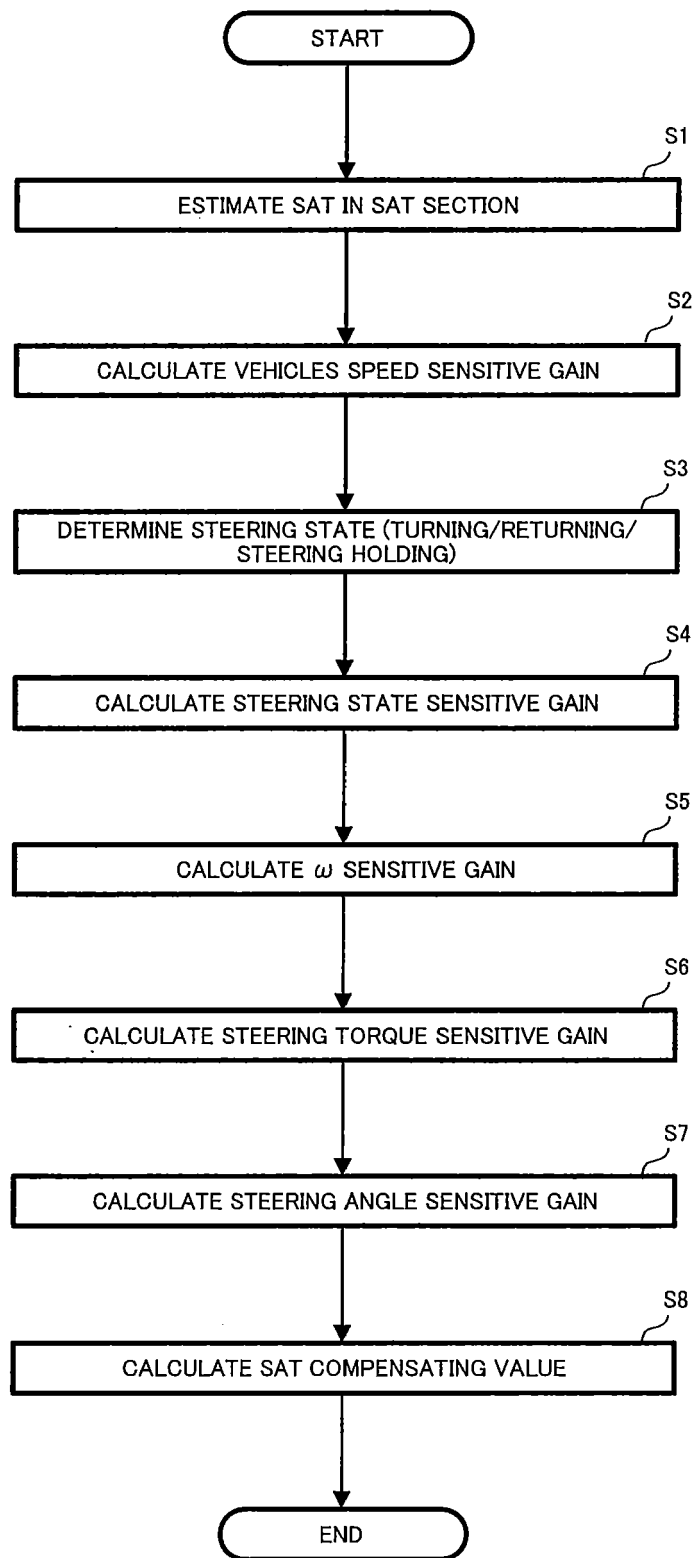 START
S1
ESTIMATE SAT IN SAT SECTION
S2
CALCULATE VEHICLES SPEED SENSITIVE GAIN
S3
DETERMINE STEERING STATE (TURNING/RETURNING/
STEERING HOLDING)
S4
CALCULATE STEERING STATE SENSITIVE GAIN
S5
CALCULATE ω SENSITIVE GAIN
S6
CALCULATE STEERING TORQUE SENSITIVE GAIN
S7
CALCULATE STEERING ANGLE SENSITIVE GAIN
S8
CALCULATE SAT COMPENSATING VALUE
END